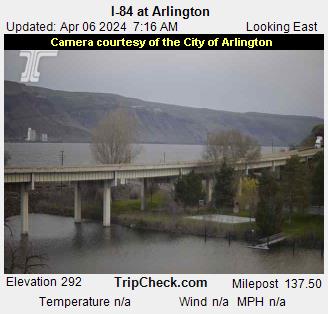 I-84 at Arlington
Updated: Apr 06 2024 7:16 AM Looking East
Camera courtesy of the City of Arlington
Elevation 292 TripCheck.com Milepost 137.50
Temperature n/a Wind n/a MPH n/a